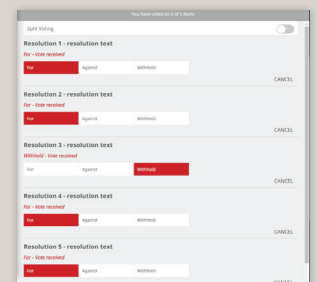 You have voted on 5 of 5 items
Split Voting
Resolution 1 - resolution text
For - Vote received
For Against Withheld
CANCEL
Resolution 2 - resolution text
For - Vote received
For Against Withheld
CANCEL
Resolution 3 - resolution text
Withheld - Vote received
For Against Withheld
CANCEL
Resolution 4 - resolution text
For - Vote received
For Against Withheld
CANCEL
Resolution 5 - resolution text
For - Vote received
For Against Withheld
CANCEL